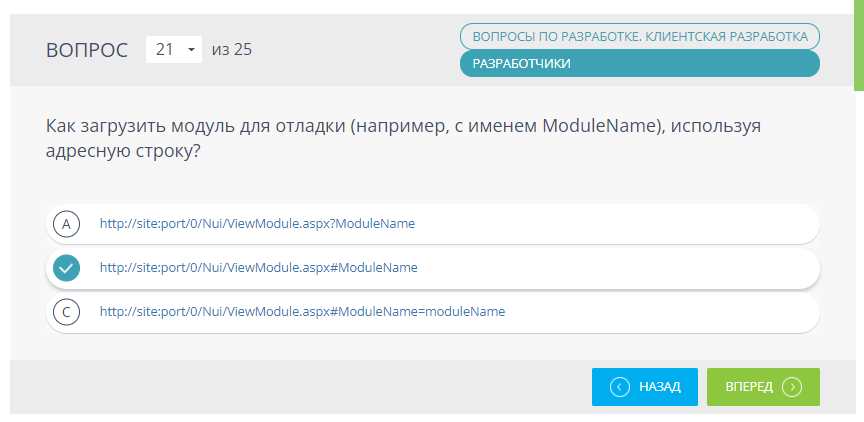 ВОПРОС 21 из 25
ВОПРОСЫ ПО РАЗРАБОТКЕ. КЛИЕНТСКАЯ РАЗРАБОТКА
РАЗРАБОТЧИКИ
Как загрузить модуль для отладки (например, с именем ModuleName), используя
адресную строку?
A http://site:port/0/Nui/ViewModule.aspx?ModuleName
http://site:port/0/Nui/ViewModule.aspx#ModuleName
C http://site:port/0/Nui/ViewModule.aspx#ModuleName=moduleName
НАЗАД
ВПЕРЕД